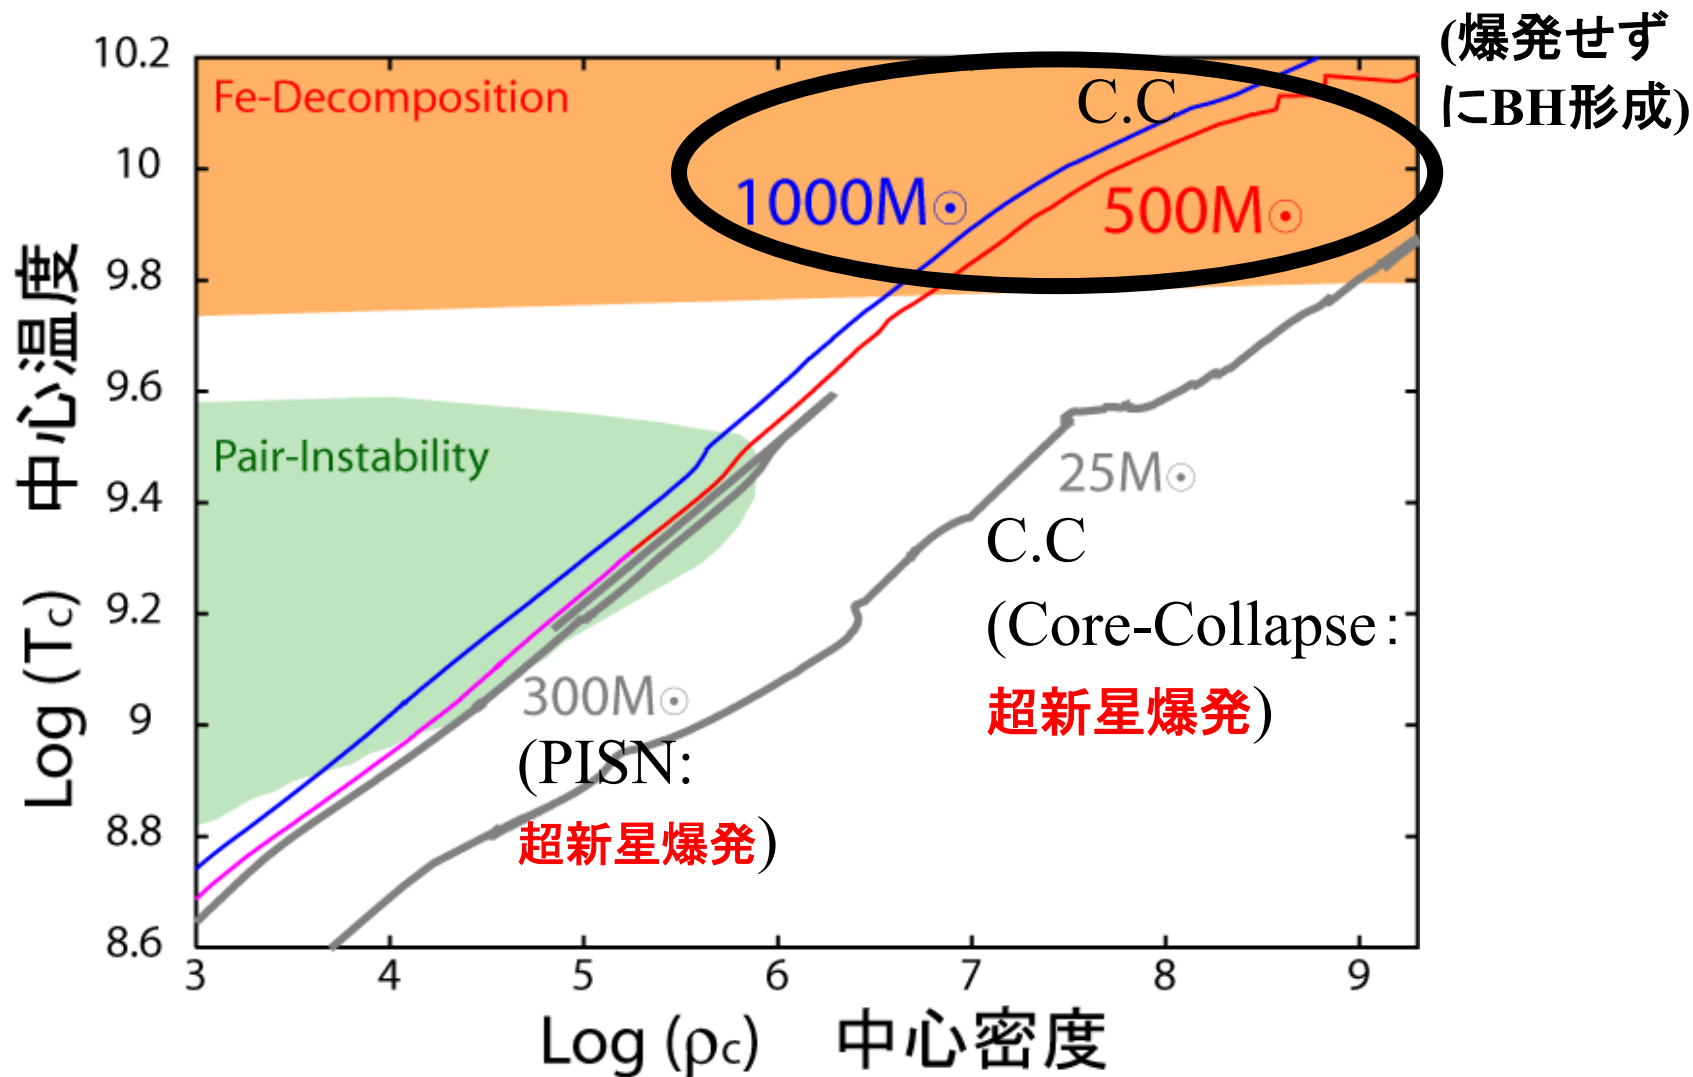 (爆発せず
にBH形成)
10.2
10
9.8
9.6
9.4
9.2
9
8.8
8.6
Log (Tc) 中心温度
Fe-Decomposition
C.C
1000M☉
500M☉
Pair-Instability
25M☉
C.C
(Core-Collapse:
超新星爆発)
300M☉
(PISN:
超新星爆発)
3 4 5 6 7 8 9
Log (ρc) 中心密度